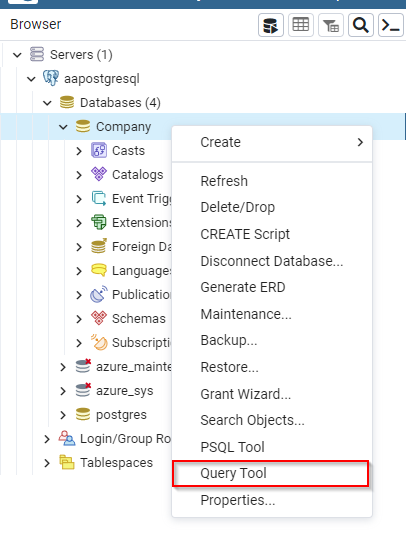 Browser
Servers (1)
aapostgresql
Databases (4)
Company
Casts
Catalogs
Event Trigg
Extensions
Foreign Da
Languages
Publication
Schemas
Subscripti
azure_mainte
azure_sys
postgres
Login/Group Ro
Tablespaces
Create
Refresh
Delete/Drop
CREATE Script
Disconnect Database...
Generate ERD
Maintenance...
Backup...
Restore...
Grant Wizard...
Search Objects...
PSQL Tool
Query Tool
Properties...